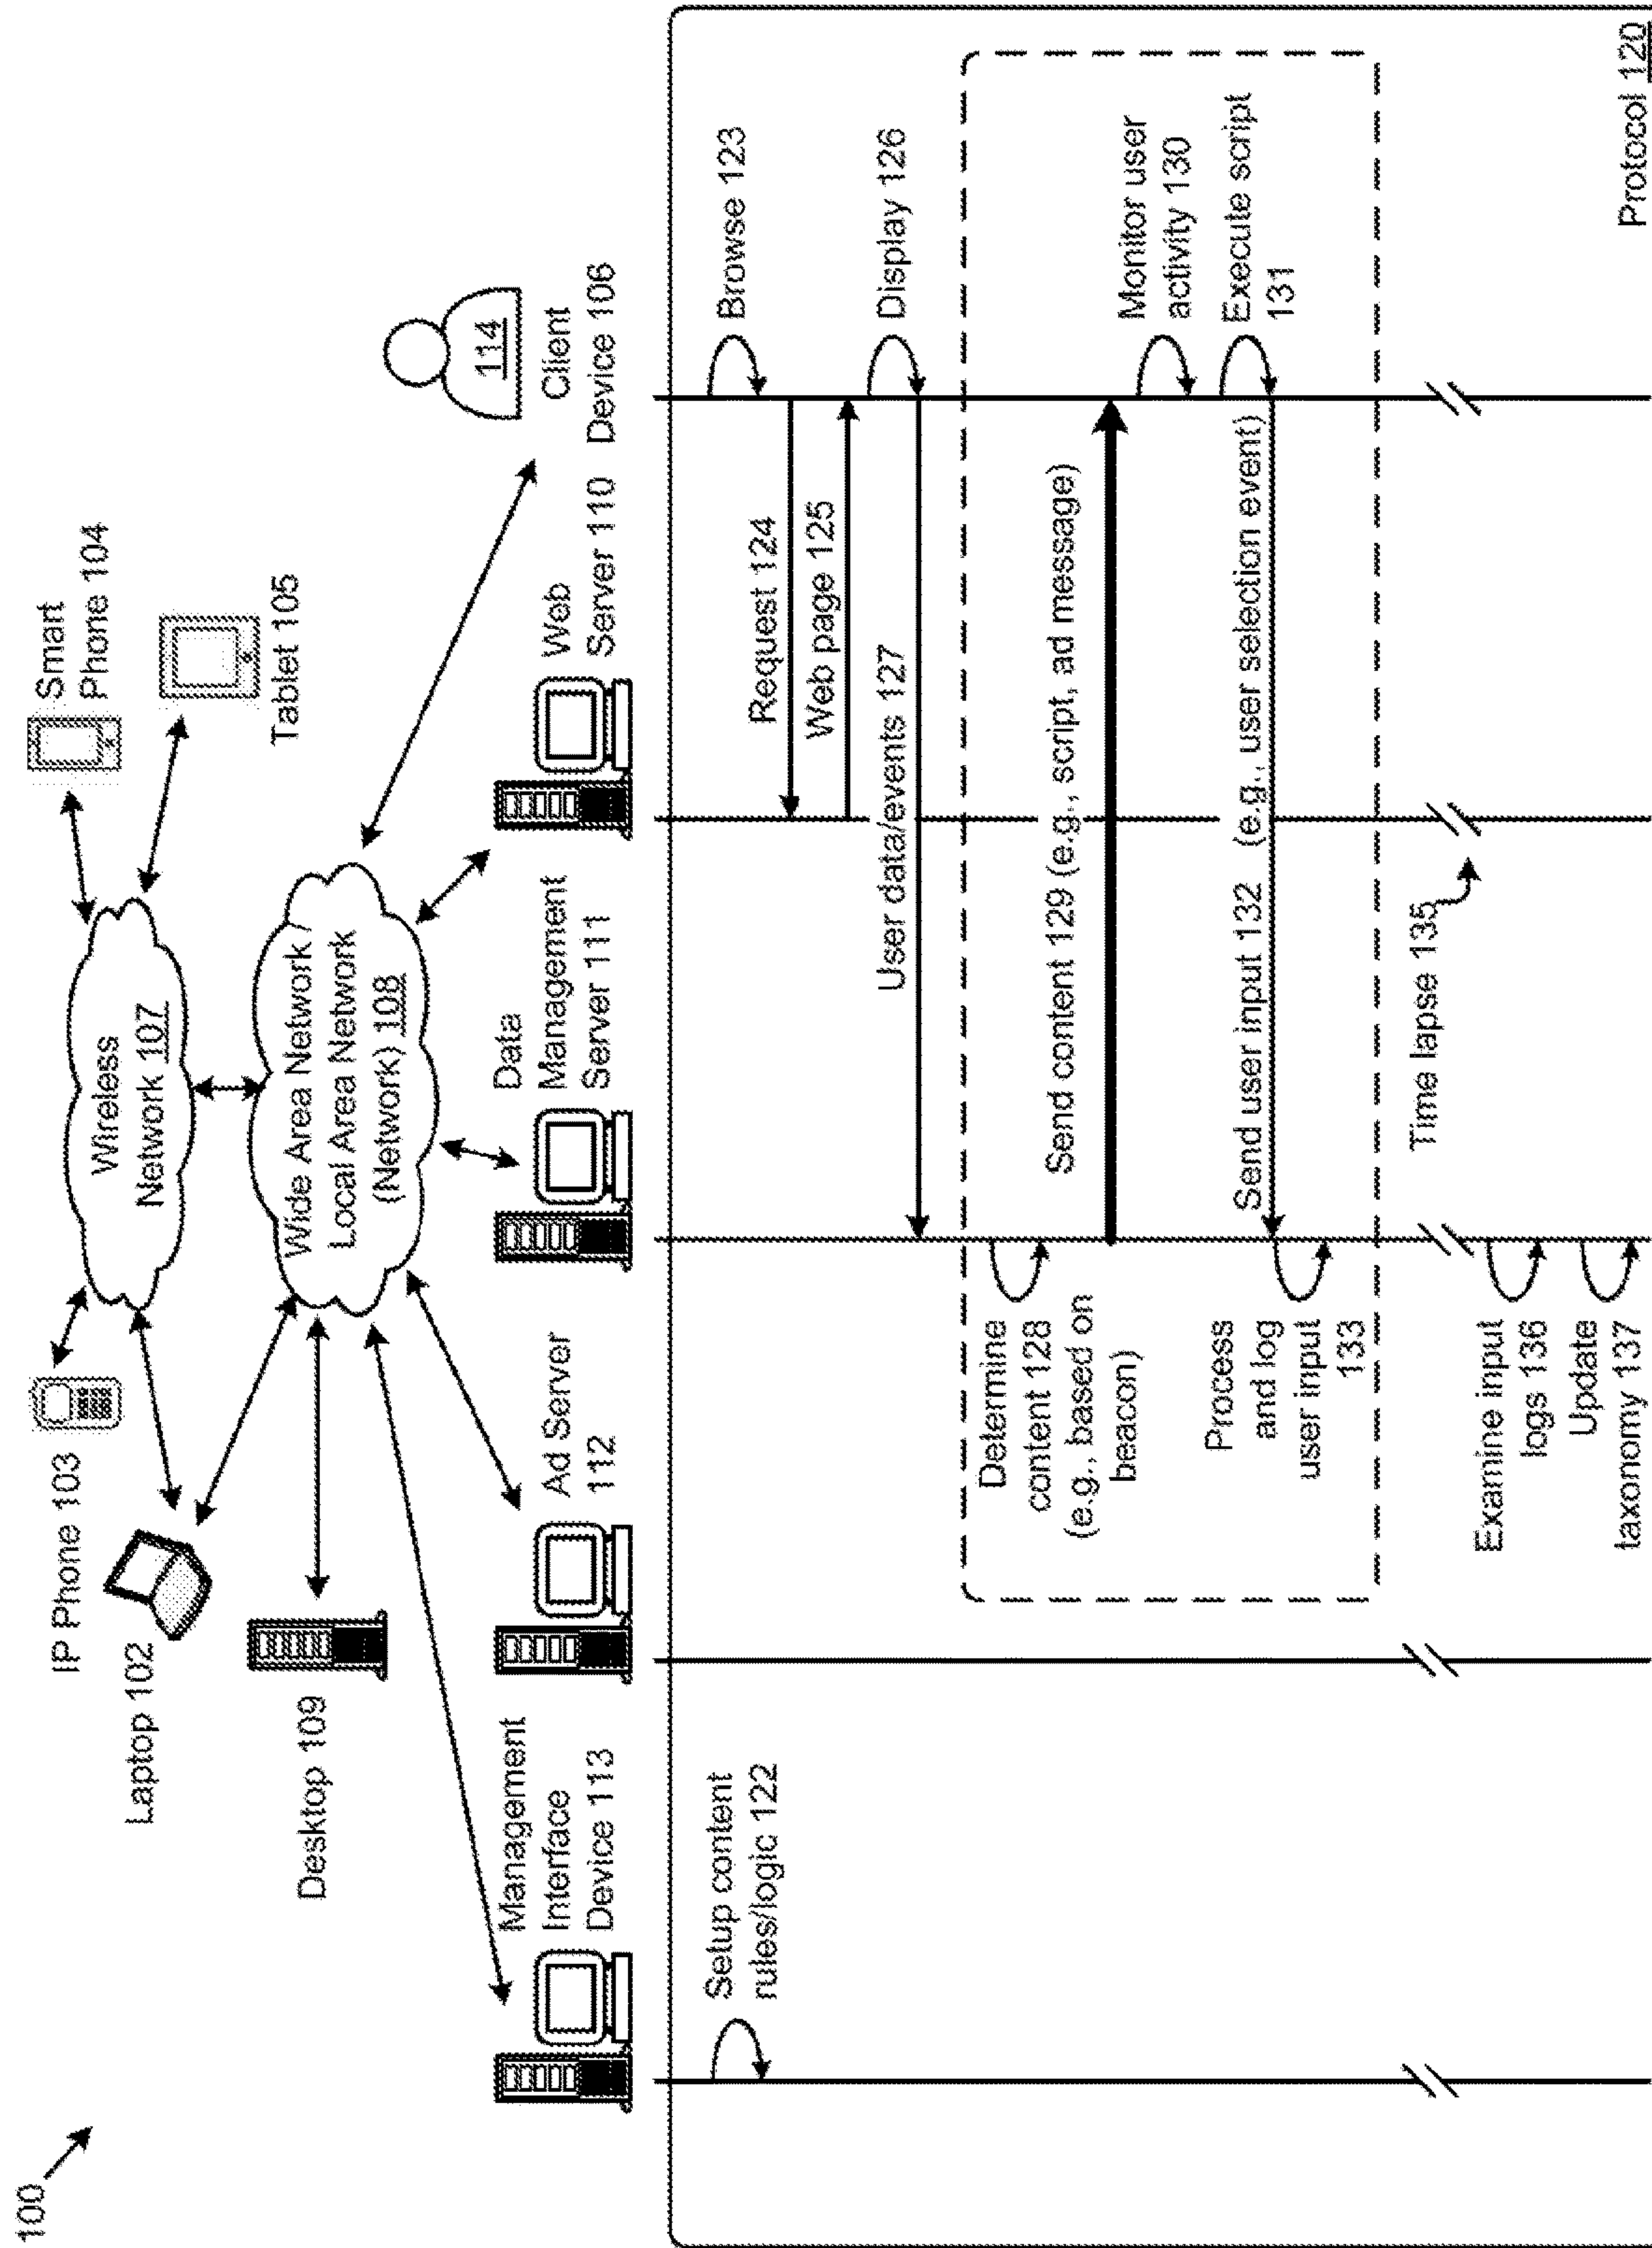 100
IP Phone 103
Wireless
Network 107
Smart
Phone 104
Laptop 102
Tablet 105
Desktop 109
Wide Area Network /
Local Area Network
(Network) 108
114
Management
Interface
Device 113
Ad Server
112
Data
Management
Server 111
Web
Server 110
Client
Device 106
Setup content
rules/logic 122
Browse 123
Request 124
Web page 125
Display 126
User data/events 127
Determine
content 128
(e.g., based on
beacon)
Send content 129 (e.g., script, ad message)
Monitor user
activity 130
Execute script
131
Send user input 132 (e.g., user selection event)
Process
and log
user input
133
Time lapse 135
Examine input
logs 136
Update
taxonomy 137
Protocol 120